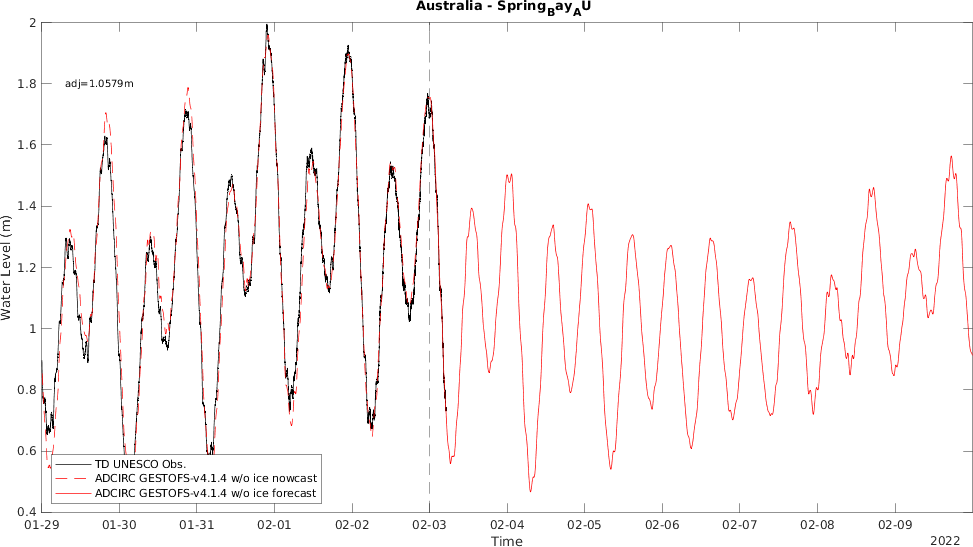 Australia - Spring_Bay_AU
2
1.8
1.6
1.4
1.2
1
0.8
0.6
0.4
Water Level (m)
adj=1.0579m
TD UNESCO Obs.
ADCIRC GESTOFS-v4.1.4 w/o ice nowcast
ADCIRC GESTOFS-v4.1.4 w/o ice forecast
01-29 01-30 01-31 02-01 02-02 02-03 02-04 02-05 02-06 02-07 02-08 02-09
Time
2022